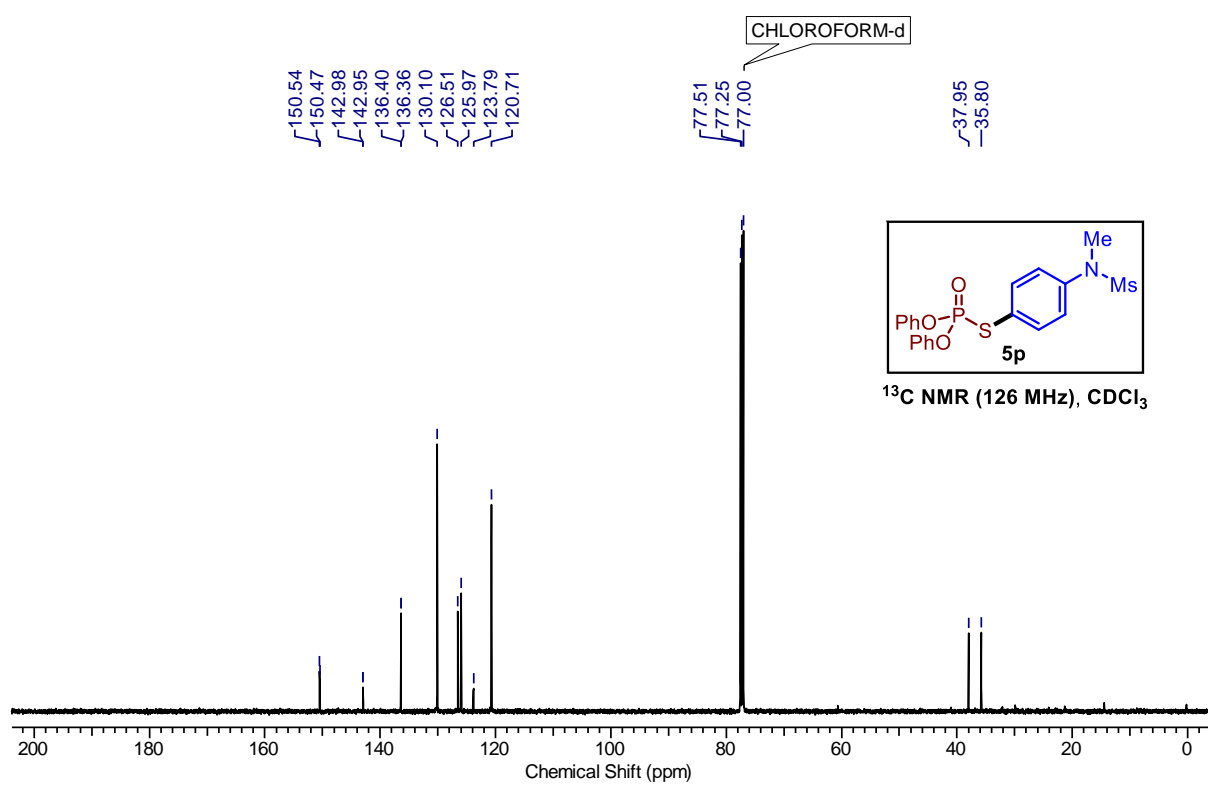 CHLOROFORM-d
150.54
150.47
142.98
142.95
136.40
136.36
130.10
126.51
125.97
123.79
120.71
77.51
77.25
77.00
37.95
35.80
Me
N
Ms
O
PhO
P
S
PhO
5p
¹³C NMR (126 MHz), CDCl₃
200 180 160 140 120 100 80 60 40 20 0
Chemical Shift (ppm)